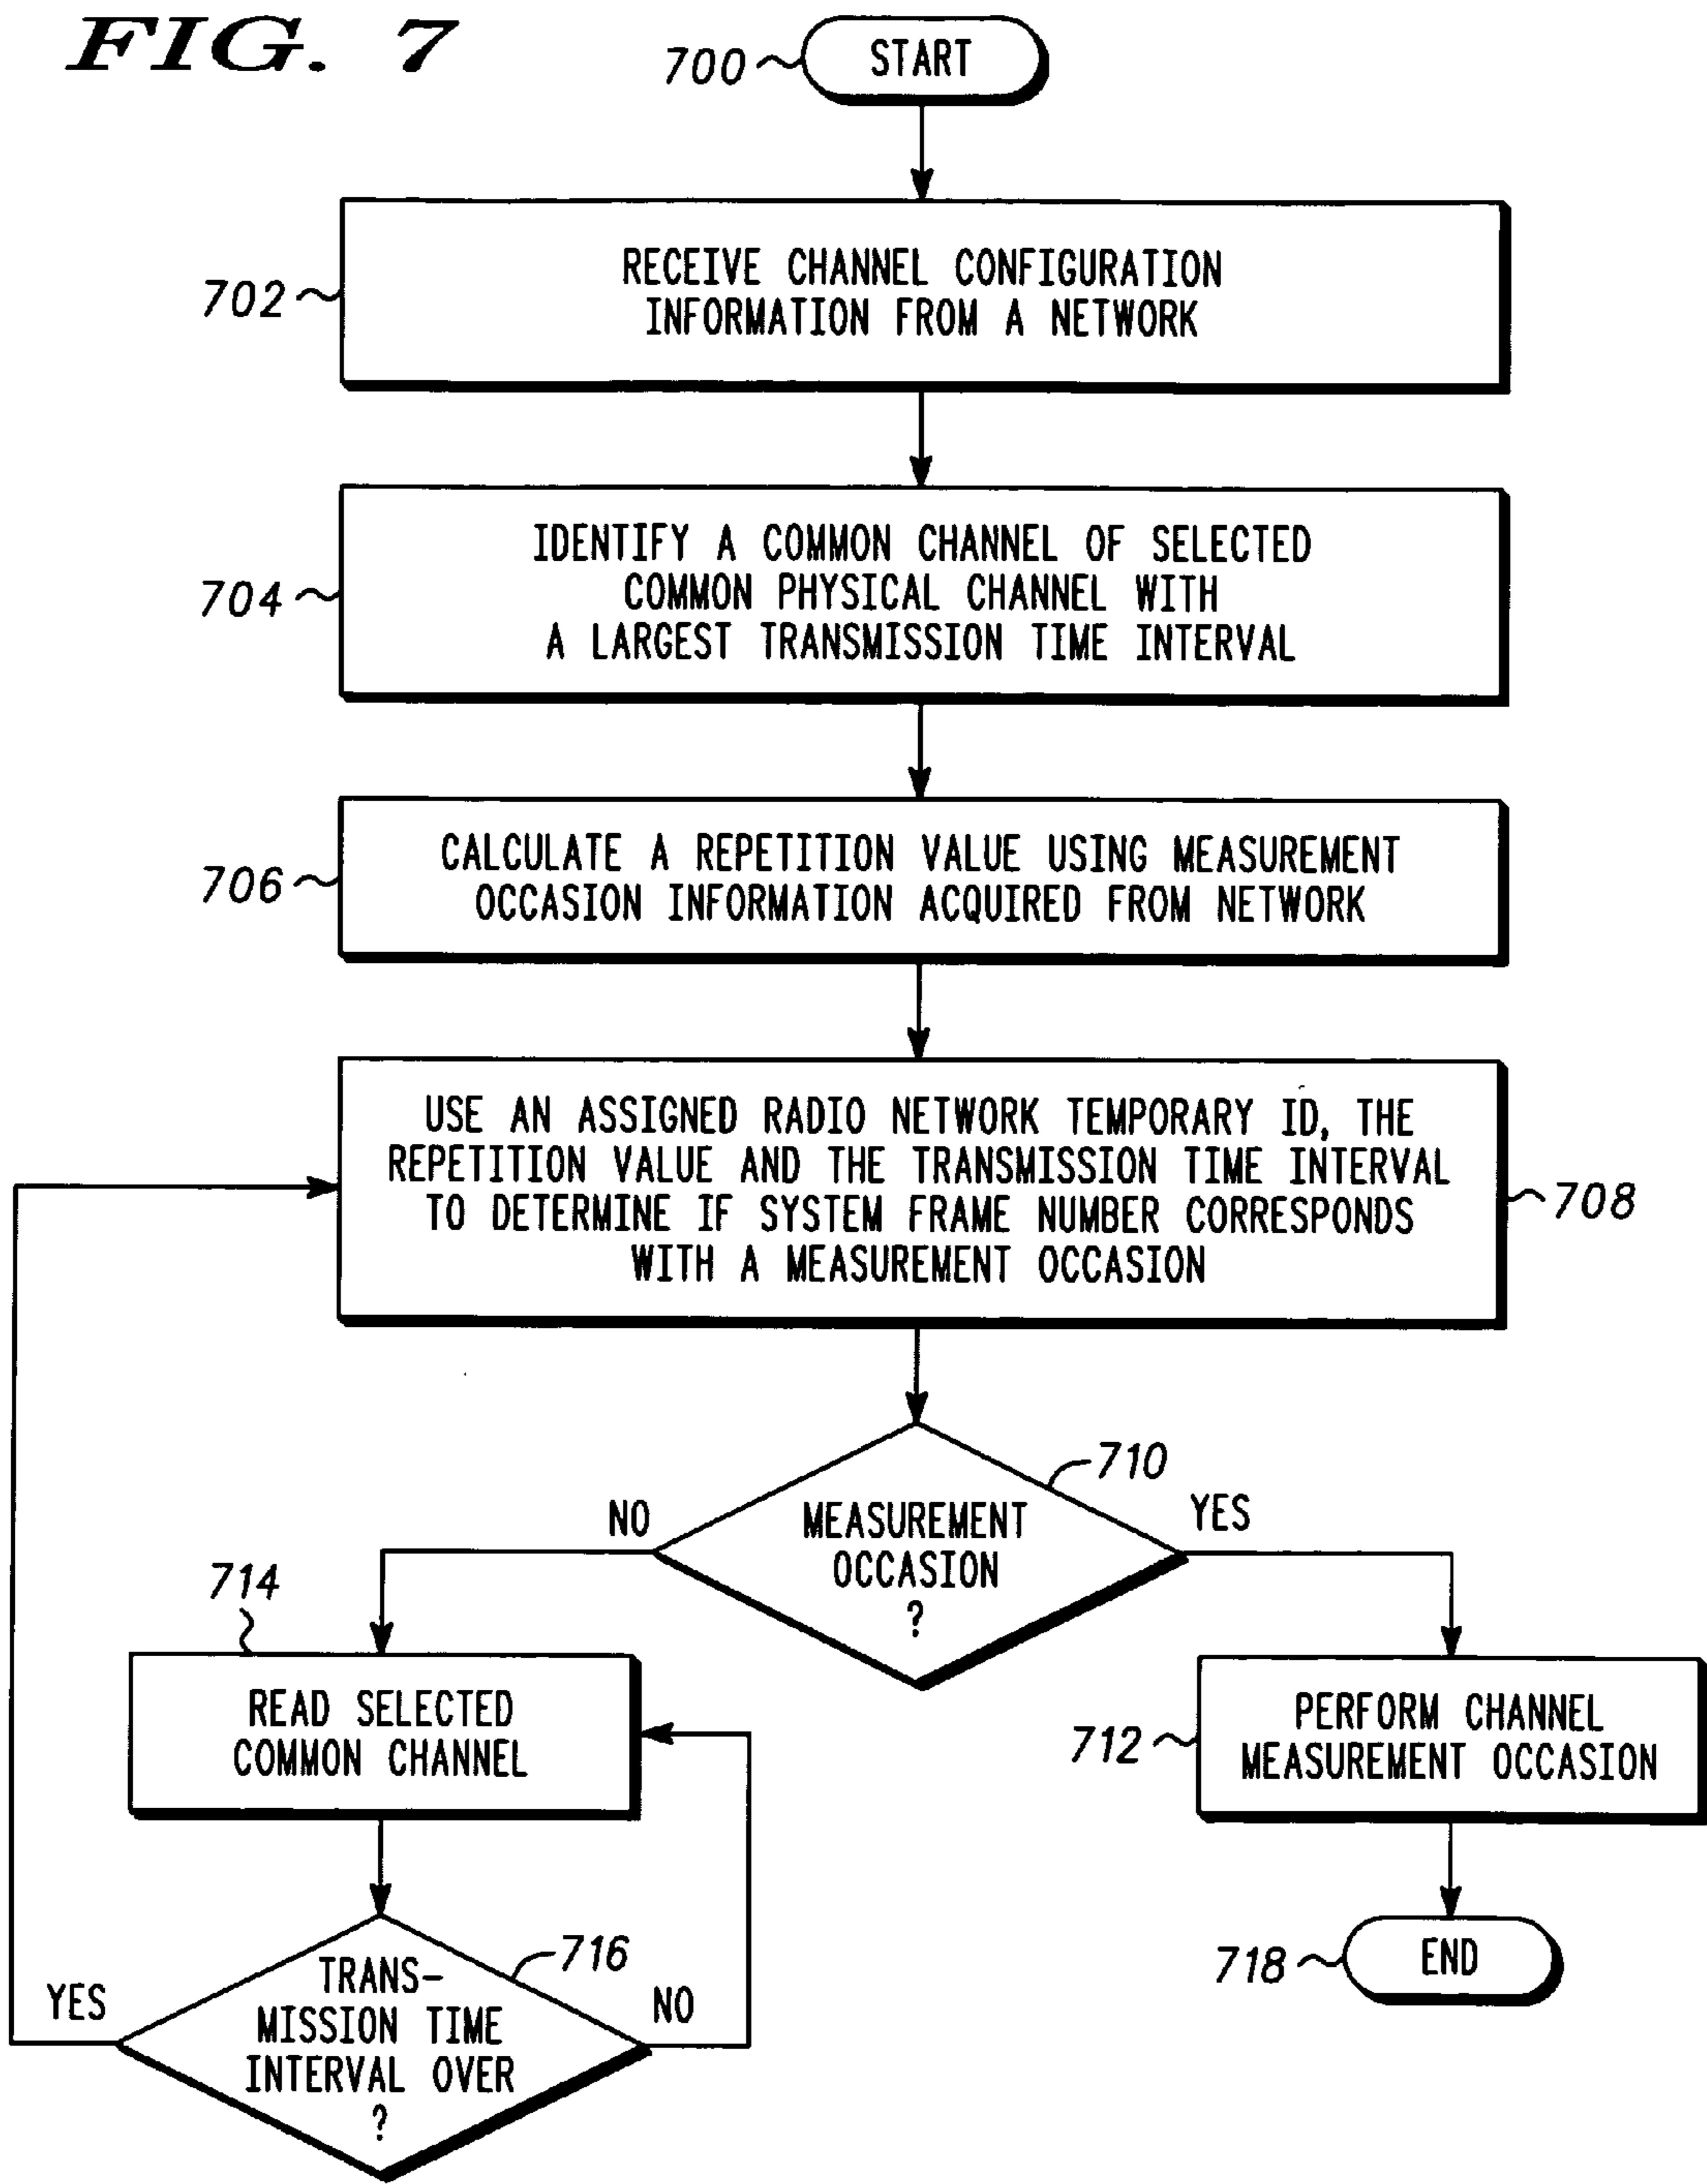 FIG. 7
700
START
702
RECEIVE CHANNEL CONFIGURATION
INFORMATION FROM A NETWORK
704
IDENTIFY A COMMON CHANNEL OF SELECTED
COMMON PHYSICAL CHANNEL WITH
A LARGEST TRANSMISSION TIME INTERVAL
706
CALCULATE A REPETITION VALUE USING MEASUREMENT
OCCASION INFORMATION ACQUIRED FROM NETWORK
USE AN ASSIGNED RADIO NETWORK TEMPORARY ID, THE
REPETITION VALUE AND THE TRANSMISSION TIME INTERVAL
TO DETERMINE IF SYSTEM FRAME NUMBER CORRESPONDS
WITH A MEASUREMENT OCCASION
708
710
NO
MEASUREMENT
OCCASION
?
YES
714
READ SELECTED
COMMON CHANNEL
712
PERFORM CHANNEL
MEASUREMENT OCCASION
716
YES
TRANS-
MISSION TIME
INTERVAL OVER
?
NO
718
END